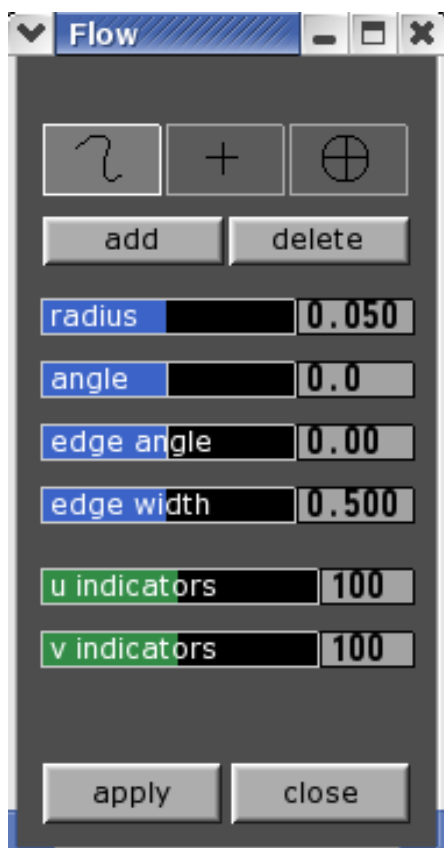 Flow
add delete
radius 0.050
angle 0.0
edge angle 0.00
edge width 0.500
u indicators 100
v indicators 100
apply close